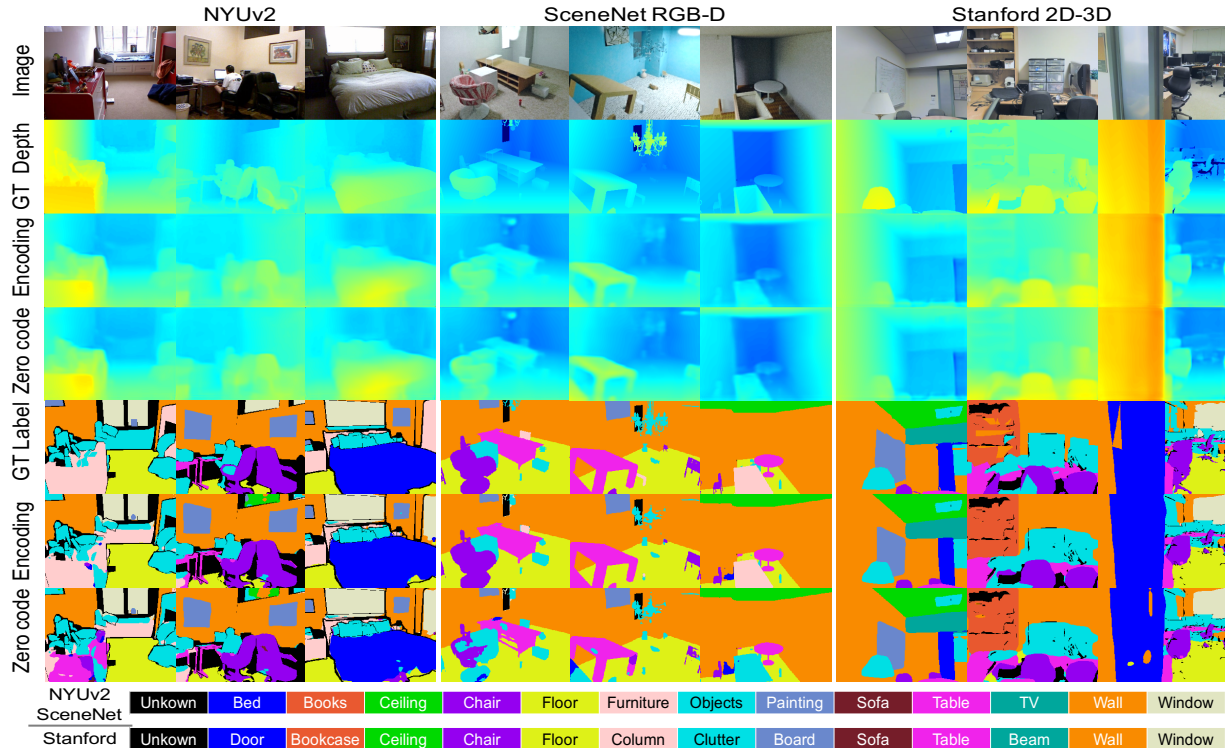 NYUv2 SceneNet RGB-D Stanford 2D-3D
Image
GT Depth
Encoding
Zero code
GT Label
Encoding
Zero code
NYUv2
SceneNet
Unkown Bed Books Ceiling Chair Floor Furniture Objects Painting Sofa Table TV Wall Window
Stanford
Unkown Door Bookcase Ceiling Chair Floor Column Clutter Board Sofa Table Beam Wall Window